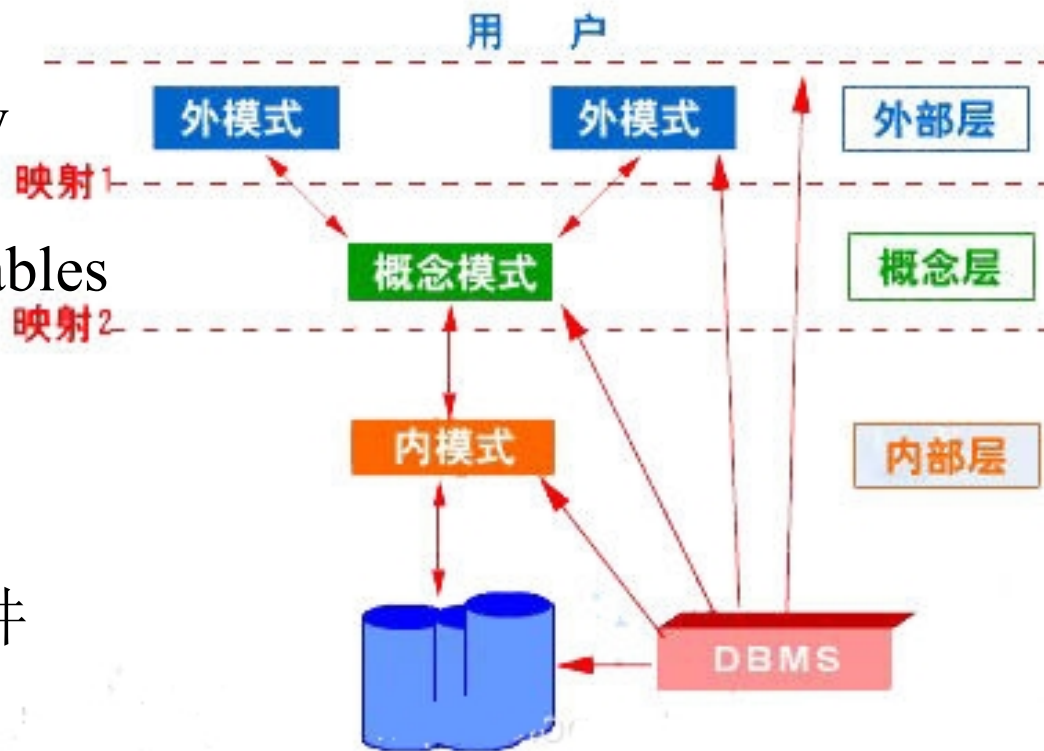 用 户
外模式 外模式 外部层
映射1
ables
概念模式 概念层
映射2
内模式 内部层
件
DBMS